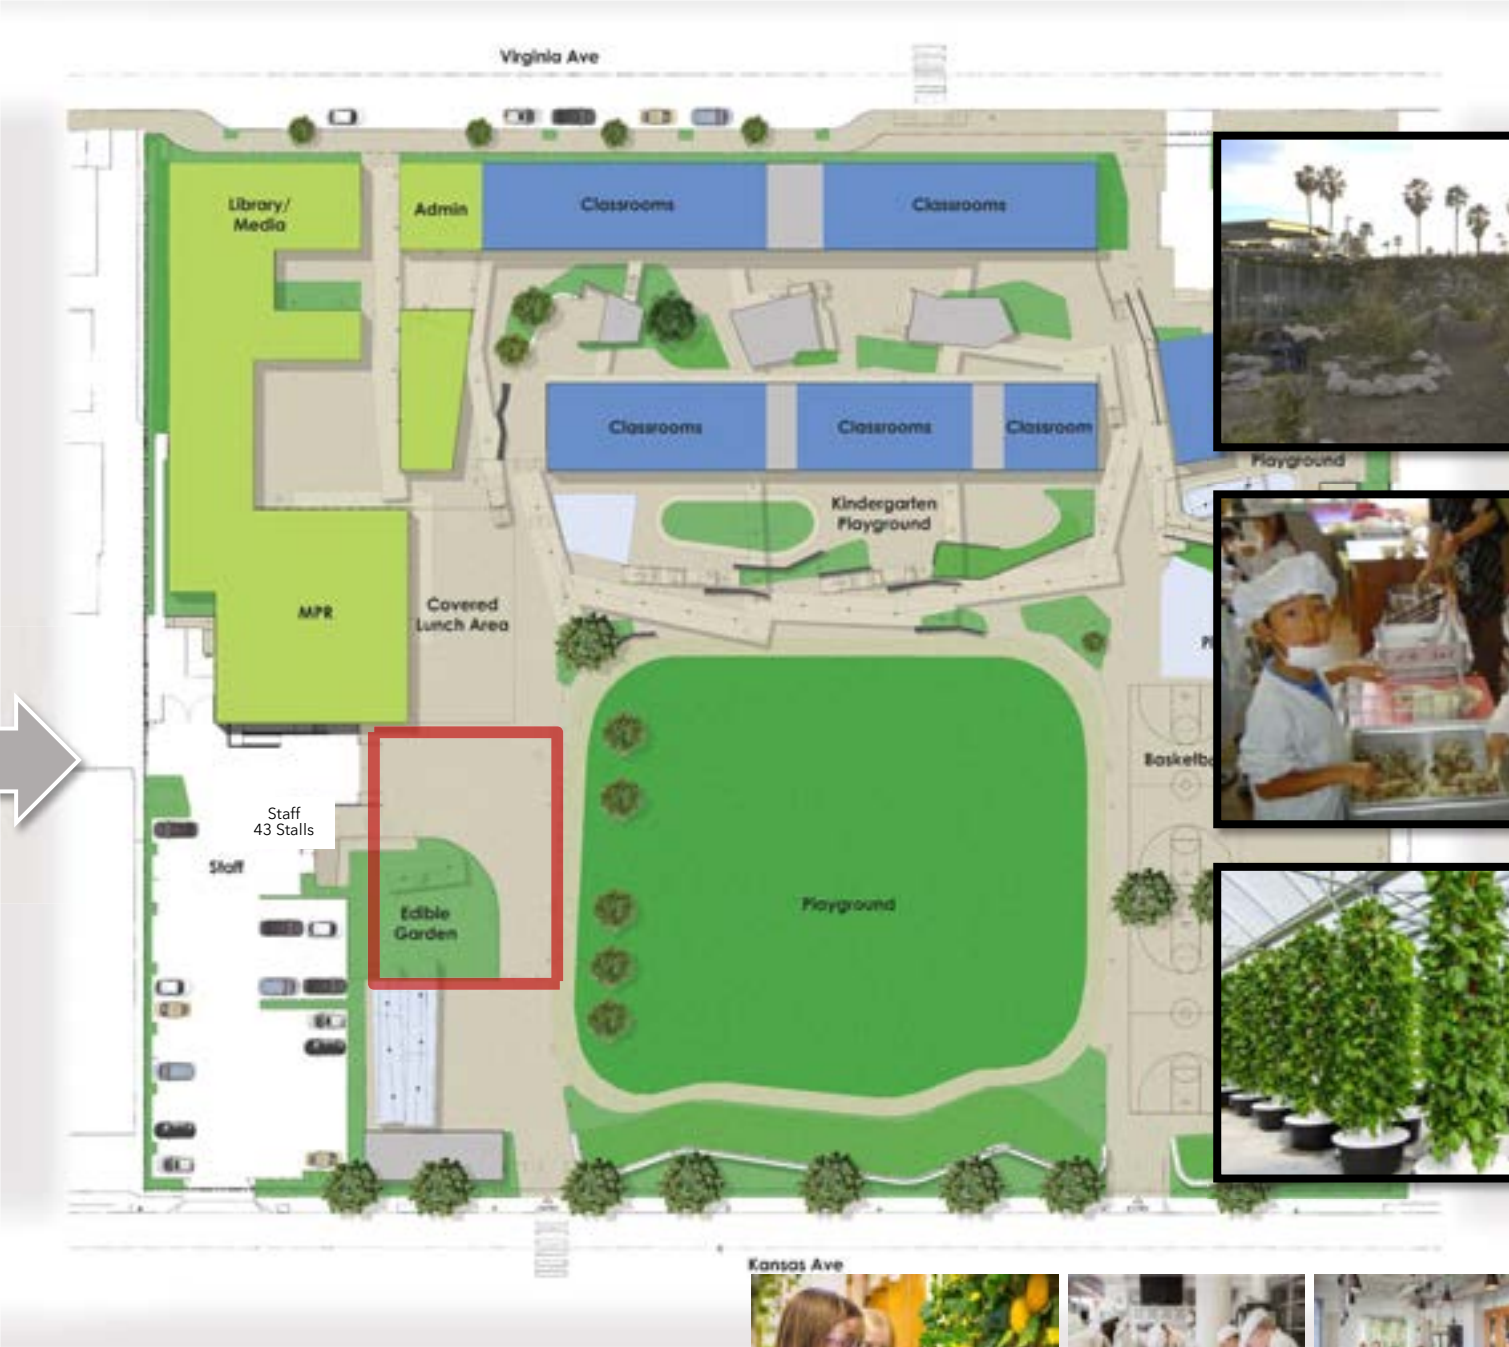 Virginia Ave
Library/
Media
Admin
Classrooms
Classrooms
Classrooms
Classrooms
Classroom
Playground
Kindergarten
Playground
MPR
Covered
Lunch Area
Basketb
Staff
43 Stalls
Staff
Edible
Garden
Playground
Kansas Ave